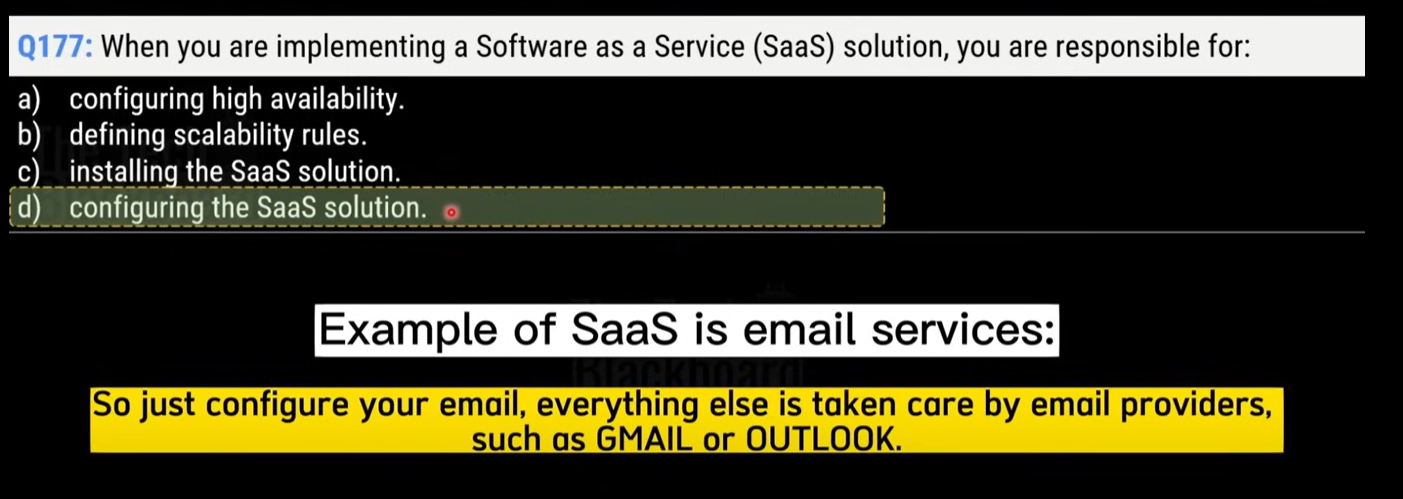 Q177: When you are implementing a Software as a Service (SaaS) solution, you are responsible for:
a) configuring high availability.
b) defining scalability rules.
c) installing the SaaS solution.
d) configuring the SaaS solution.
Example of SaaS is email services:
So just configure your email, everything else is taken care by email providers,
such as GMAIL or OUTLOOK.